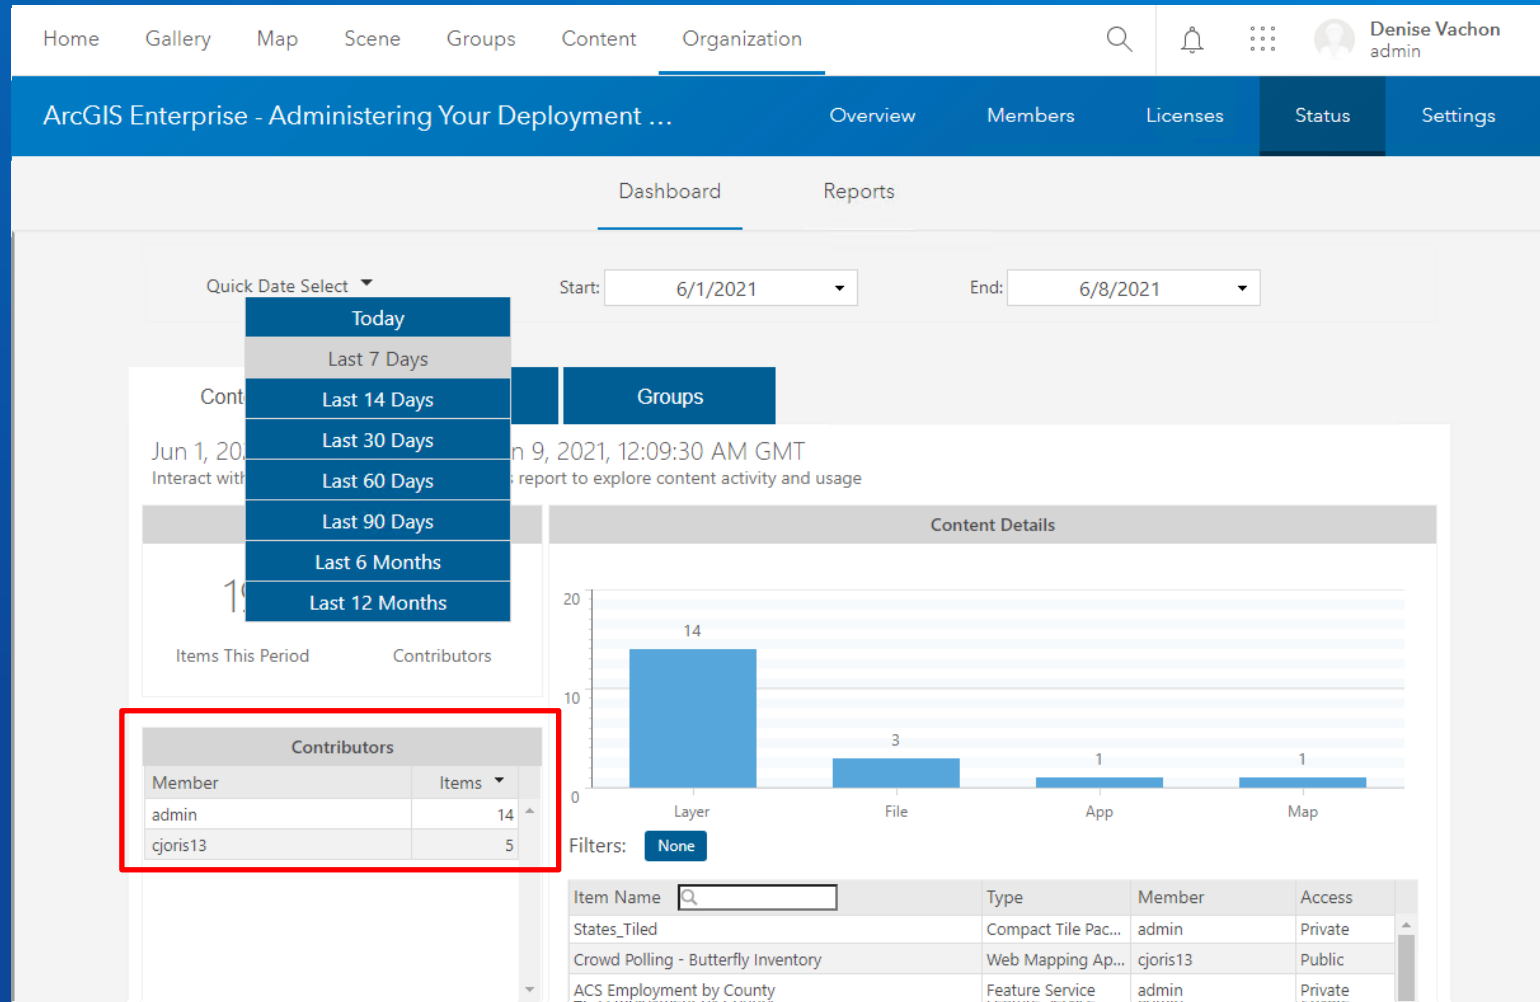 Home Gallery Map Scene Groups Content Organization Denise Vachon
admin
ArcGIS Enterprise - Administering Your Deployment ... Overview Members Licenses Status Settings
Dashboard Reports
Quick Date Select Start: 6/1/2021 End: 6/8/2021
Today
Last 7 Days
Last 14 Days
Last 30 Days
Last 60 Days
Last 90 Days
Last 6 Months
Last 12 Months
Groups
Jun 1, 9, 2021, 12:09:30 AM GMT
Interact report to explore content activity and usage
Items This Period Contributors
Content Details
20
10
0
14
3
1
1
Layer File App Map
Contributors
Member Items
admin 14
cjoris13 5
Filters: None
Item Name Type Member Access
States_Tiled Compact Tile Pac... admin Private
Crowd Polling - Butterfly Inventory Web Mapping Ap... cjoris13 Public
ACS Employment by County Feature Service admin Private